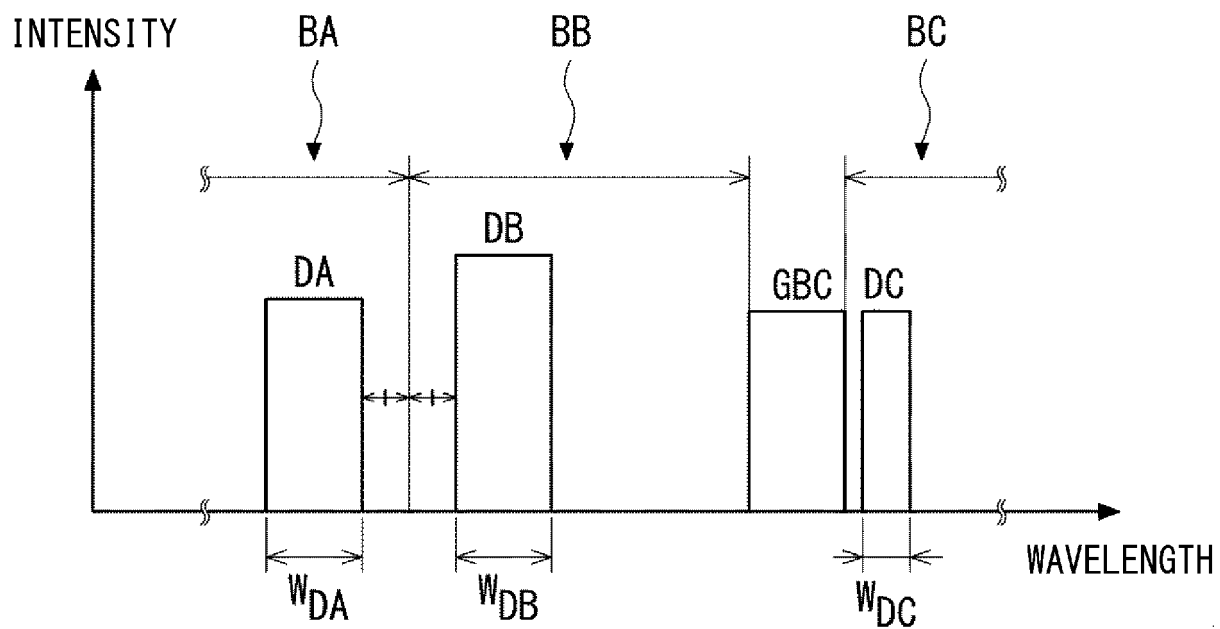 INTENSITY BA BB BC
DB
DA GBC DC
WAVELENGTH
WDA WDB WDC